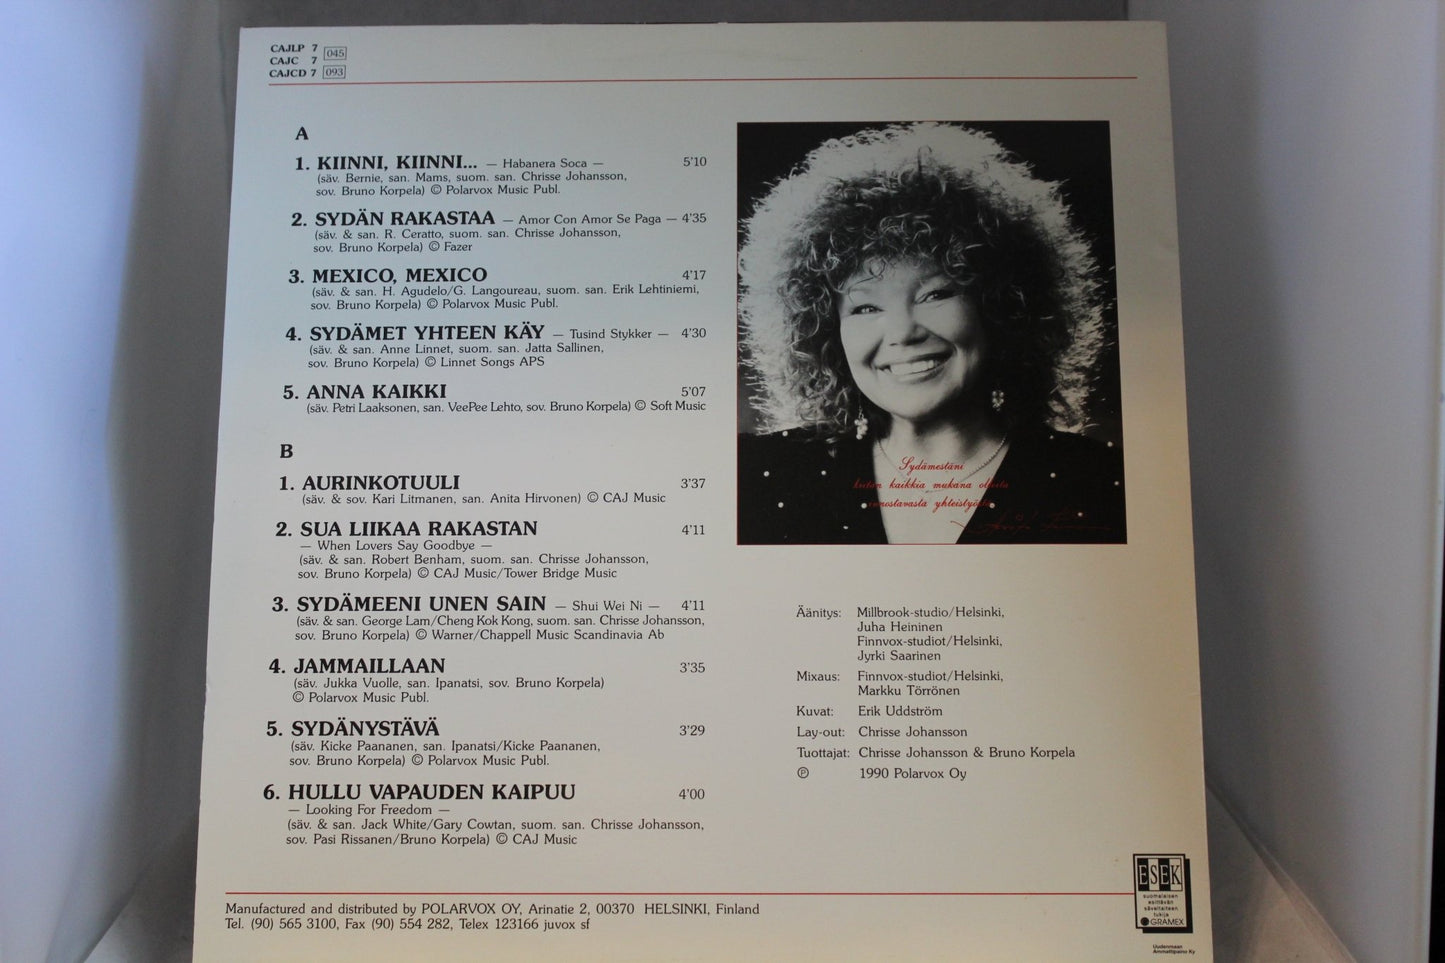 CAJLP 7 045
CAJC 7
CAJCD 7 093
A
1. KIINNI, KIINNI... — Habanera Soca — 5'10
(säv. Bernie, san. Mams, suom. san. Chrisse Johansson,
sov. Bruno Korpela) © Polarvox Music Publ.
2. SYDÄN RAKASTAA — Amor Con Amor Se Paga — 4'35
(säv. & san. R. Ceratto, suom. san. Chrisse Johansson,
sov. Bruno Korpela) © Fazer
3. MEXICO, MEXICO 4'17
(säv. & san. H. Agudelo/G. Langoureau, suom. san. Erik Lehtiniemi,
sov. Bruno Korpela) © Polarvox Music Publ.
4. SYDÄMET YHTEEN KÄY — Tusind Stykker — 4'30
(säv. & san. Anne Linnet, suom. san. Jatta Sallinen,
sov. Bruno Korpela) © Linnet Songs APS
5. ANNA KAIKKI 5'07
(säv. Petri Laaksonen, san. VeePee Lehto, sov. Bruno Korpela) © Soft Music
B
1. AURINKOTUULI 3'37
(säv. & sov. Kari Litmanen, san. Anita Hirvonen) © CAJ Music
2. SUA LIIKAA RAKASTAN 4'11
— When Lovers Say Goodbye —
(säv. & san. Robert Benham, suom. san. Chrisse Johansson,
sov. Bruno Korpela) © CAJ Music/Tower Bridge Music
3. SYDÄMEENI UNEN SAIN — Shui Wei Ni — 4'11
(säv. & san. George Lam/Cheng Kok Kong, suom. san. Chrisse Johansson,
sov. Bruno Korpela) © Warner/Chappell Music Scandinavia Ab
4. JAMMAILLAAN 3'35
(säv. Jukka Vuolle, san. Ipanatsi, sov. Bruno Korpela)
© Polarvox Music Publ.
5. SYDÄNYSTÄVÄ 3'29
(säv. Kicke Paananen, san. Ipanatsi/Kicke Paananen,
sov. Bruno Korpela) © Polarvox Music Publ.
6. HULLU VAPAUDEN KAIPUU 4'00
— Looking For Freedom —
(säv. & san. Jack White/Gary Cowtan, suom. san. Chrisse Johansson,
sov. Pasi Rissanen/Bruno Korpela) © CAJ Music
Sydämestäni
kiitän kaikkia mukana olleita
yhteistyöstä
Äänitys: Millbrook-studio/Helsinki,
Juha Heininen
Finnvox-studiot/Helsinki,
Jyrki Saarinen
Mixaus: Finnvox-studiot/Helsinki,
Markku Törrönen
Kuvat: Erik Uddström
Lay-out: Chrisse Johansson
Tuottajat: Chrisse Johansson & Bruno Korpela
℗ 1990 Polarvox Oy
Manufactured and distributed by POLARVOX OY, Arinatie 2, 00370 HELSINKI, Finland
Tel. (90) 565 3100, Fax (90) 554 282, Telex 123166 juvox sf
ESEK
suomalaisen
esittävän
säveltaiteen
tukija
GRAMEX
Uudenmaan
Ammattipaino Ky